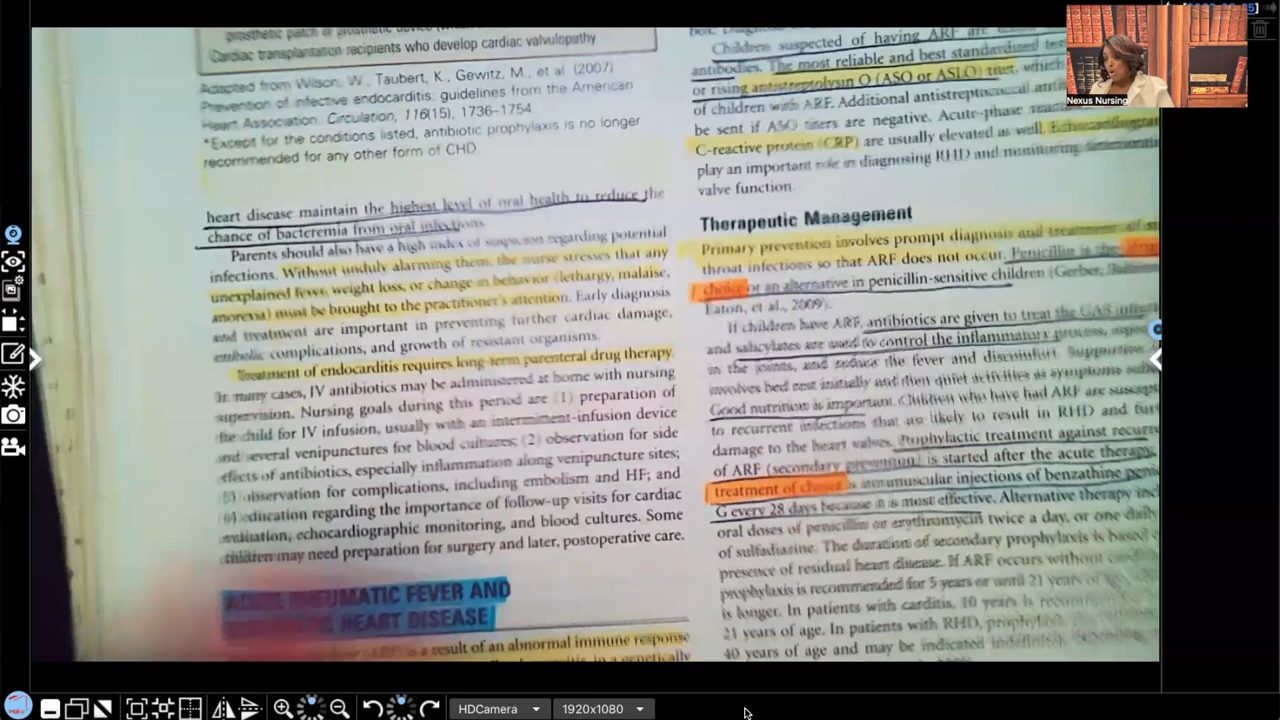 prosthetic patch or prosthetic device
Cardiac transplantation recipients who develop cardiac valvulopathy
Adapted from Wilson, W., Taubert, K., Gewitz, M., et al. (2007)
Prevention of infective endocarditis: guidelines from the American
Heart Association. Circulation, 116(15), 1736–1754
*Except for the conditions listed, antibiotic prophylaxis is no longer
recommended for any other form of CHD
heart disease maintain the highest level of oral health to reduce the
chance of bacteremia from oral infections.
Parents should also have a high index of suspicion regarding potential
infections. Without unduly alarming them, the nurse stresses that any
unexplained fever, weight loss, or change in behavior (lethargy, malaise,
anorexia) must be brought to the practitioner's attention. Early diagnosis
and treatment are important in preventing further cardiac damage,
embolic complications, and growth of resistant organisms.
Treatment of endocarditis requires long-term parenteral drug therapy.
In many cases, IV antibiotics may be administered at home with nursing
supervision. Nursing goals during this period are (1) preparation of
the child for IV infusion, usually with an intermittent-infusion device
and several venipunctures for blood cultures; (2) observation for side
effects of antibiotics, especially inflammation along venipuncture sites;
(3) observation for complications, including embolism and HF; and
(4) education regarding the importance of follow-up visits for cardiac
evaluation, echocardiographic monitoring, and blood cultures. Some
children may need preparation for surgery and later, postoperative care.
ACUTE RHEUMATIC FEVER AND
HEART DISEASE
is a result of an abnormal immune response
in a genetically
Children suspected of having ARF are
antibodies. The most reliable and best standardized test
or rising antistreptolysin O (ASO or ASLO) titer, which
of children with ARF. Additional antistreptococcal
be sent if ASO titers are negative. Acute-phase
C-reactive protein (CRP) are usually elevated as well.
play an important role in diagnosing RHD and monitoring
valve function.
Therapeutic Management
Primary prevention involves prompt diagnosis and treatment of
throat infections so that ARF does not occur. Penicillin is the
choice or an alternative in penicillin-sensitive children (Gerber,
Eaton, et al., 2009).
If children have ARF, antibiotics are given to treat the GAS
and salicylates are used to control the inflammatory process,
in the joints, and reduce the fever and discomfort. Supportive
involves bed rest initially and then quiet activities as symptoms
Good nutrition is important. Children who have had ARF are
to recurrent infections that are likely to result in RHD and
damage to the heart valves. Prophylactic treatment against
of ARF (secondary prevention) is started after the acute therapy.
treatment of choice is intramuscular injections of benzathine
G every 28 days because it is most effective. Alternative therapy
oral doses of penicillin or erythromycin twice a day, or one daily
of sulfadiazine. The duration of secondary prophylaxis is based
presence of residual heart disease. If ARF occurs without
prophylaxis is recommended for 5 years or until 21 years of
is longer. In patients with carditis, 10 years is
21 years of age. In patients with RHD,
40 years of age and may be indicated indefinitely,
Nexus Nursing
HDCamera
1920x1080